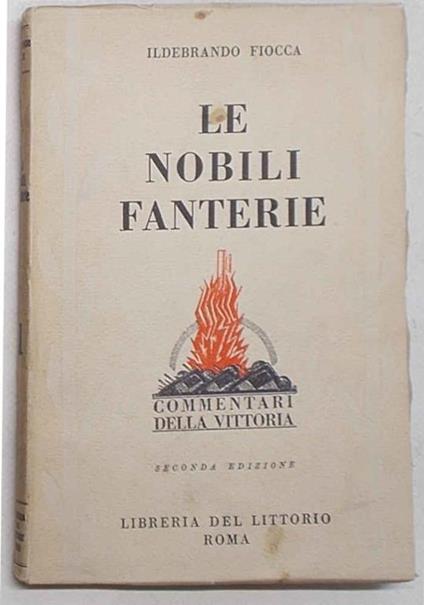 ILDEBRANDO FIOCCA
LE
NOBILI
FANTERIE
COMMENTARI
DELLA VITTORIA
SECONDA EDIZIONE
LIBRERIA DEL LITTORIO
ROMA